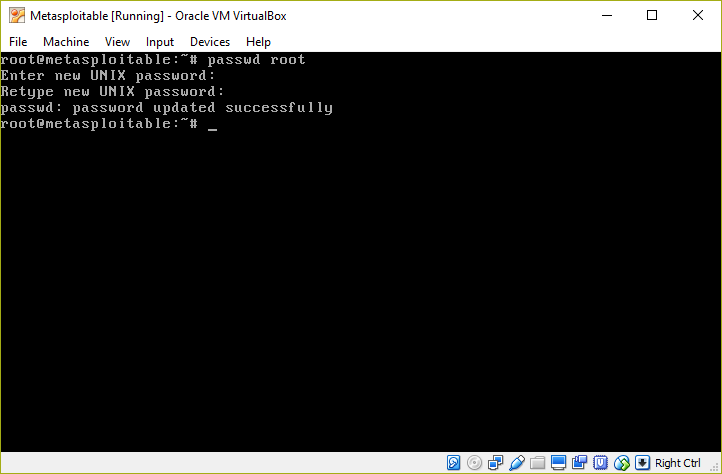 Metasploitable [Running] - Oracle VM VirtualBox
File Machine View Input Devices Help
root@metasploitable:~# passwd root
Enter new UNIX password:
Retype new UNIX password:
passwd: password updated successfully
root@metasploitable:~# _
Right Ctrl